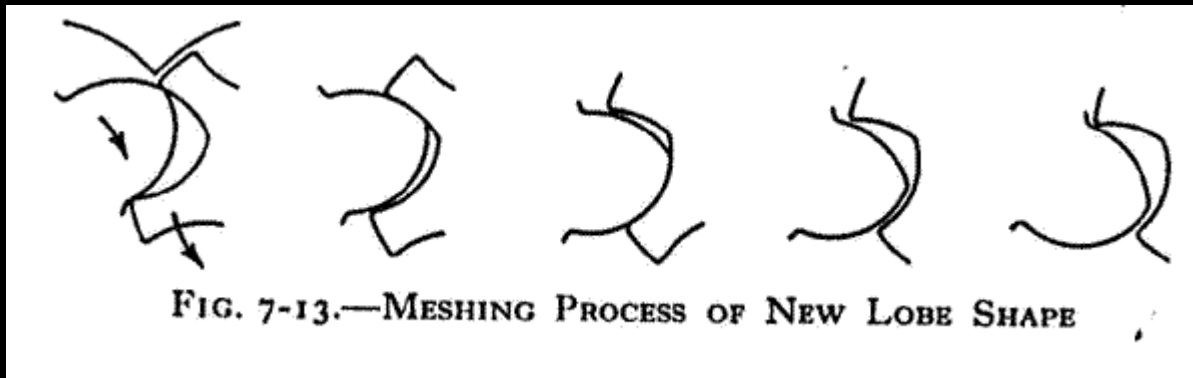 FIG. 7-13.—MESHING PROCESS OF NEW LOBE SHAPE